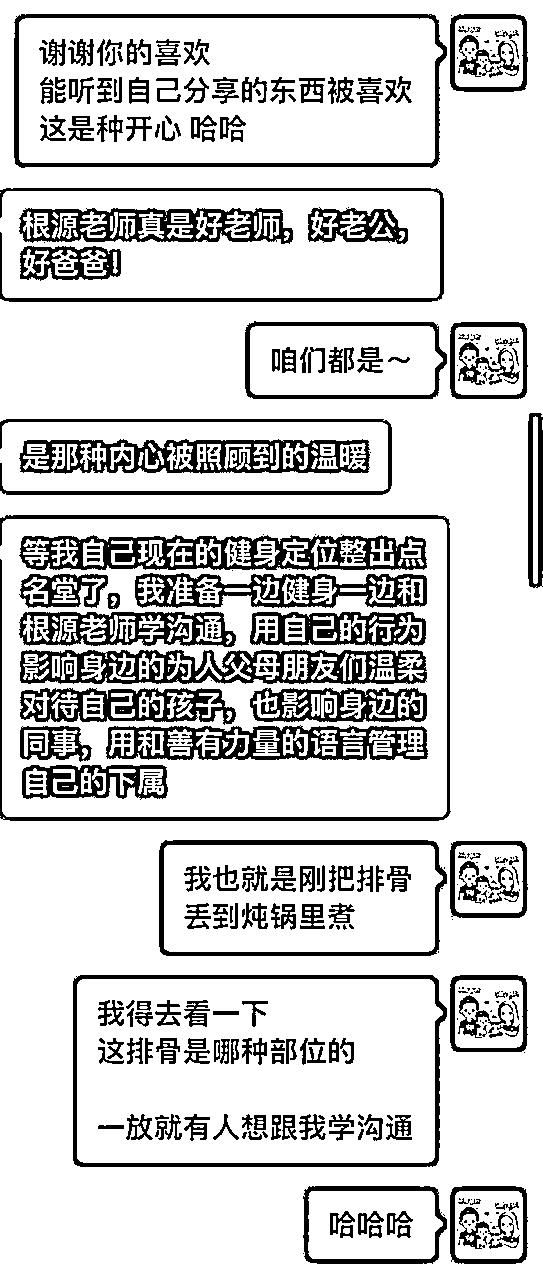 谢谢你的喜欢
能听到自己分享的东西被喜欢
这是种开心 哈哈
根源老师真是好老师，好老公，
好爸爸！
咱们都是～
是那种内心被照顾到的温暖
等我自己现在的健身定位整出点
名堂了，我准备一边健身一边和
根源老师学沟通，用自己的行为
影响身边的为人父母朋友们温柔
对待自己的孩子，也影响身边的
同事，用和善有力量的语言管理
自己的下属
我也就是刚把排骨
丢到炖锅里煮
我得去看一下
这排骨是哪种部位的
一放就有人想跟我学沟通
哈哈哈